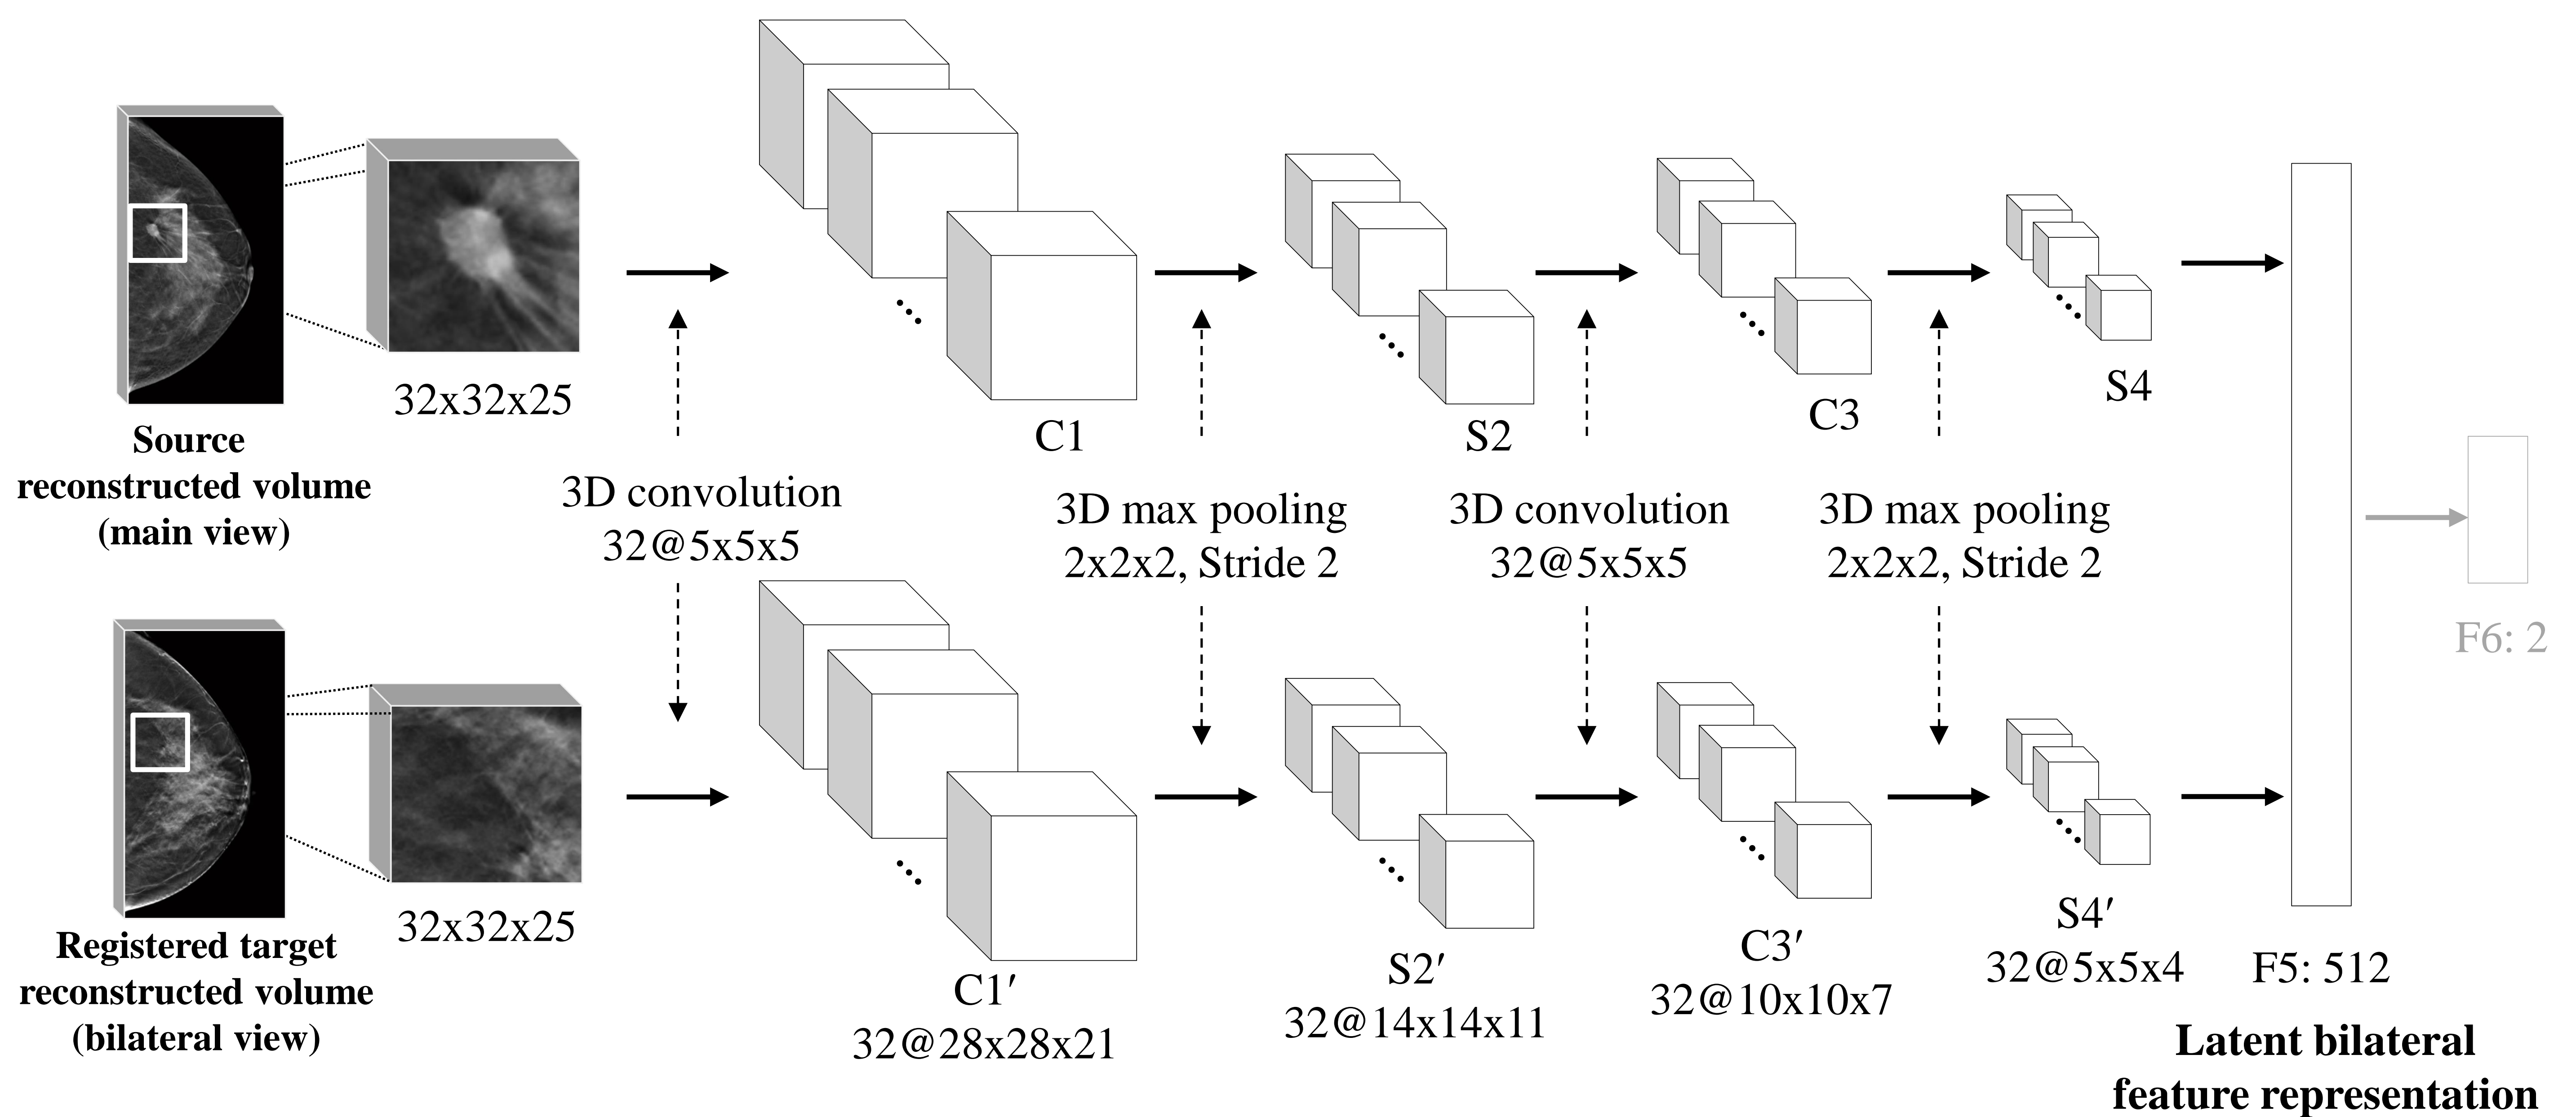 32x32x25
Source
reconstructed volume
(main view)
C1
S2
C3
S4
3D convolution
32@5x5x5
3D max pooling
2x2x2, Stride 2
3D convolution
32@5x5x5
3D max pooling
2x2x2, Stride 2
F6: 2
32x32x25
Registered target
reconstructed volume
(bilateral view)
C1′
32@28x28x21
S2′
32@14x14x11
C3′
32@10x10x7
S4′
32@5x5x4
F5: 512
Latent bilateral
feature representation